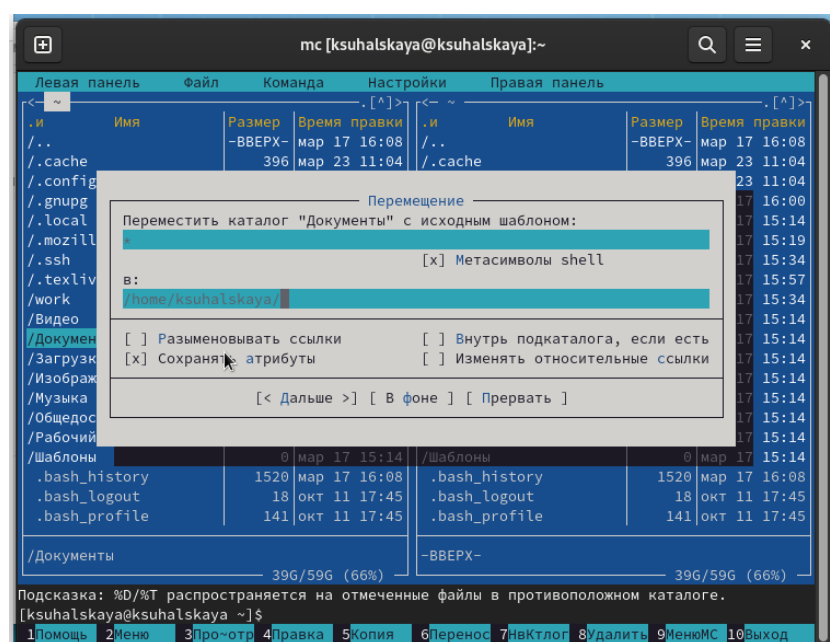 mc [ksuhalskaya@ksuhalskaya]:~
Левая панель Файл Команда Настройки Правая панель
<— ~ .[^]> <— ~ .[^]>
.и Имя Размер Время правки .и Имя Размер Время правки
/.. -ВВЕРХ- мар 17 16:08 /.. -ВВЕРХ- мар 17 16:08
/.cache 396 мар 23 11:04 /.cache 396 мар 23 11:04
/.config 23 11:04
/.gnupg Перемещение 17 16:00
/.local Переместить каталог "Документы" с исходным шаблоном: 17 15:14
/.mozill * 17 15:19
/.ssh [x] Метасимволы shell 17 15:34
/.texliv в: 17 15:57
/work /home/ksuhalskaya/ 17 15:34
/Видео 17 15:14
/Докумен [ ] Разыменовывать ссылки [ ] Внутрь подкаталога, если есть 17 15:14
/Загрузк [x] Сохранять атрибуты [ ] Изменять относительные ссылки 17 15:14
/Изображ 17 15:14
/Музыка [< Дальше >] [ В фоне ] [ Прервать ] 17 15:14
/Общедос 17 15:14
/Рабочий 17 15:14
/Шаблоны 0 мар 17 15:14 /Шаблоны 0 мар 17 15:14
.bash_history 1520 мар 17 16:08 .bash_history 1520 мар 17 16:08
.bash_logout 18 окт 11 17:45 .bash_logout 18 окт 11 17:45
.bash_profile 141 окт 11 17:45 .bash_profile 141 окт 11 17:45
/Документы -ВВЕРХ-
39G/59G (66%) 39G/59G (66%)
Подсказка: %D/%T распространяется на отмеченные файлы в противоположном каталоге.
[ksuhalskaya@ksuhalskaya ~]$
1Помощь 2Меню 3Про~отр 4Правка 5Копия 6Перенос 7НвКтлог 8Удалить 9МенюMC 10Выход